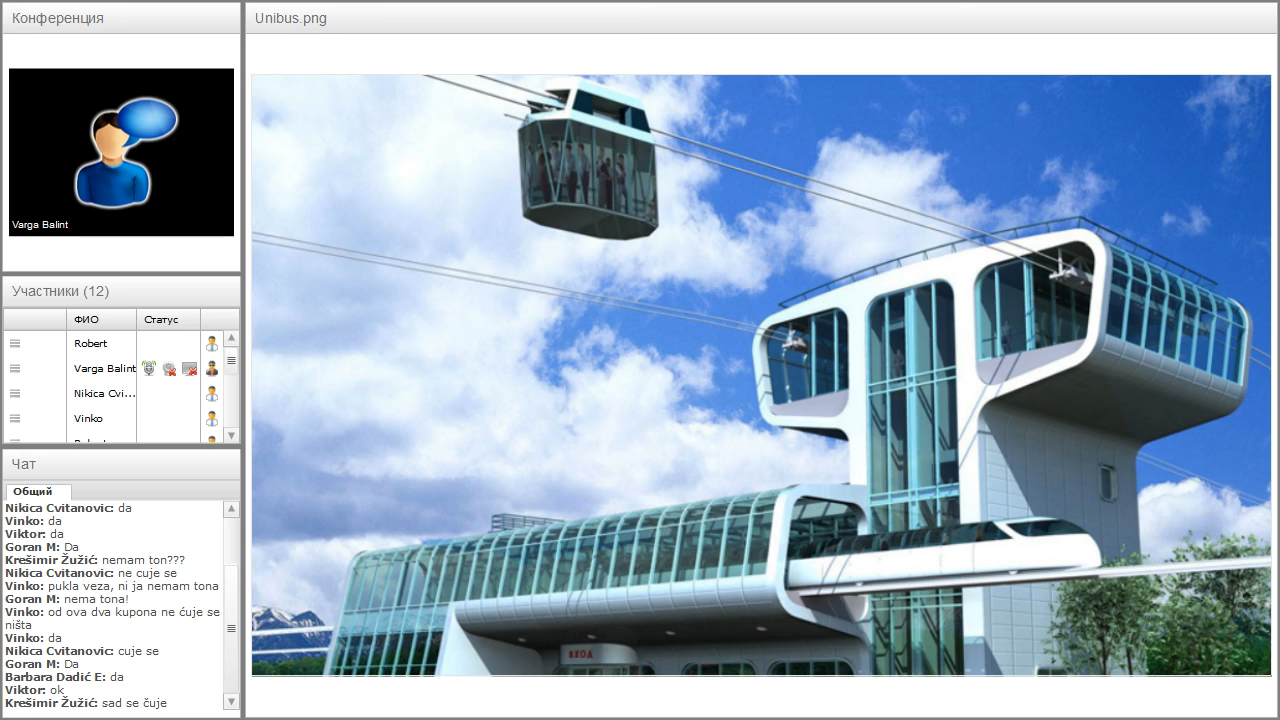 Конференция
Varga Balint
Участники (12)
ФИО Статус
Robert
Varga Balint
Nikica Cvi...
Vinko
Чат
Общий
Nikica Cvitanovic: da
Vinko: da
Viktor: da
Goran M: Da
Krešimir Žužić: nemam ton???
Nikica Cvitanovic: ne cuje se
Vinko: pukla veza, ni ja nemam tona
Goran M: nema tona!
Vinko: od ova dva kupona ne ćuje se
ništa
Vinko: da
Nikica Cvitanovic: cuje se
Goran M: Da
Barbara Dadić E: da
Viktor: ok
Krešimir Žužić: sad se čuje
Unibus.png
ВХОД